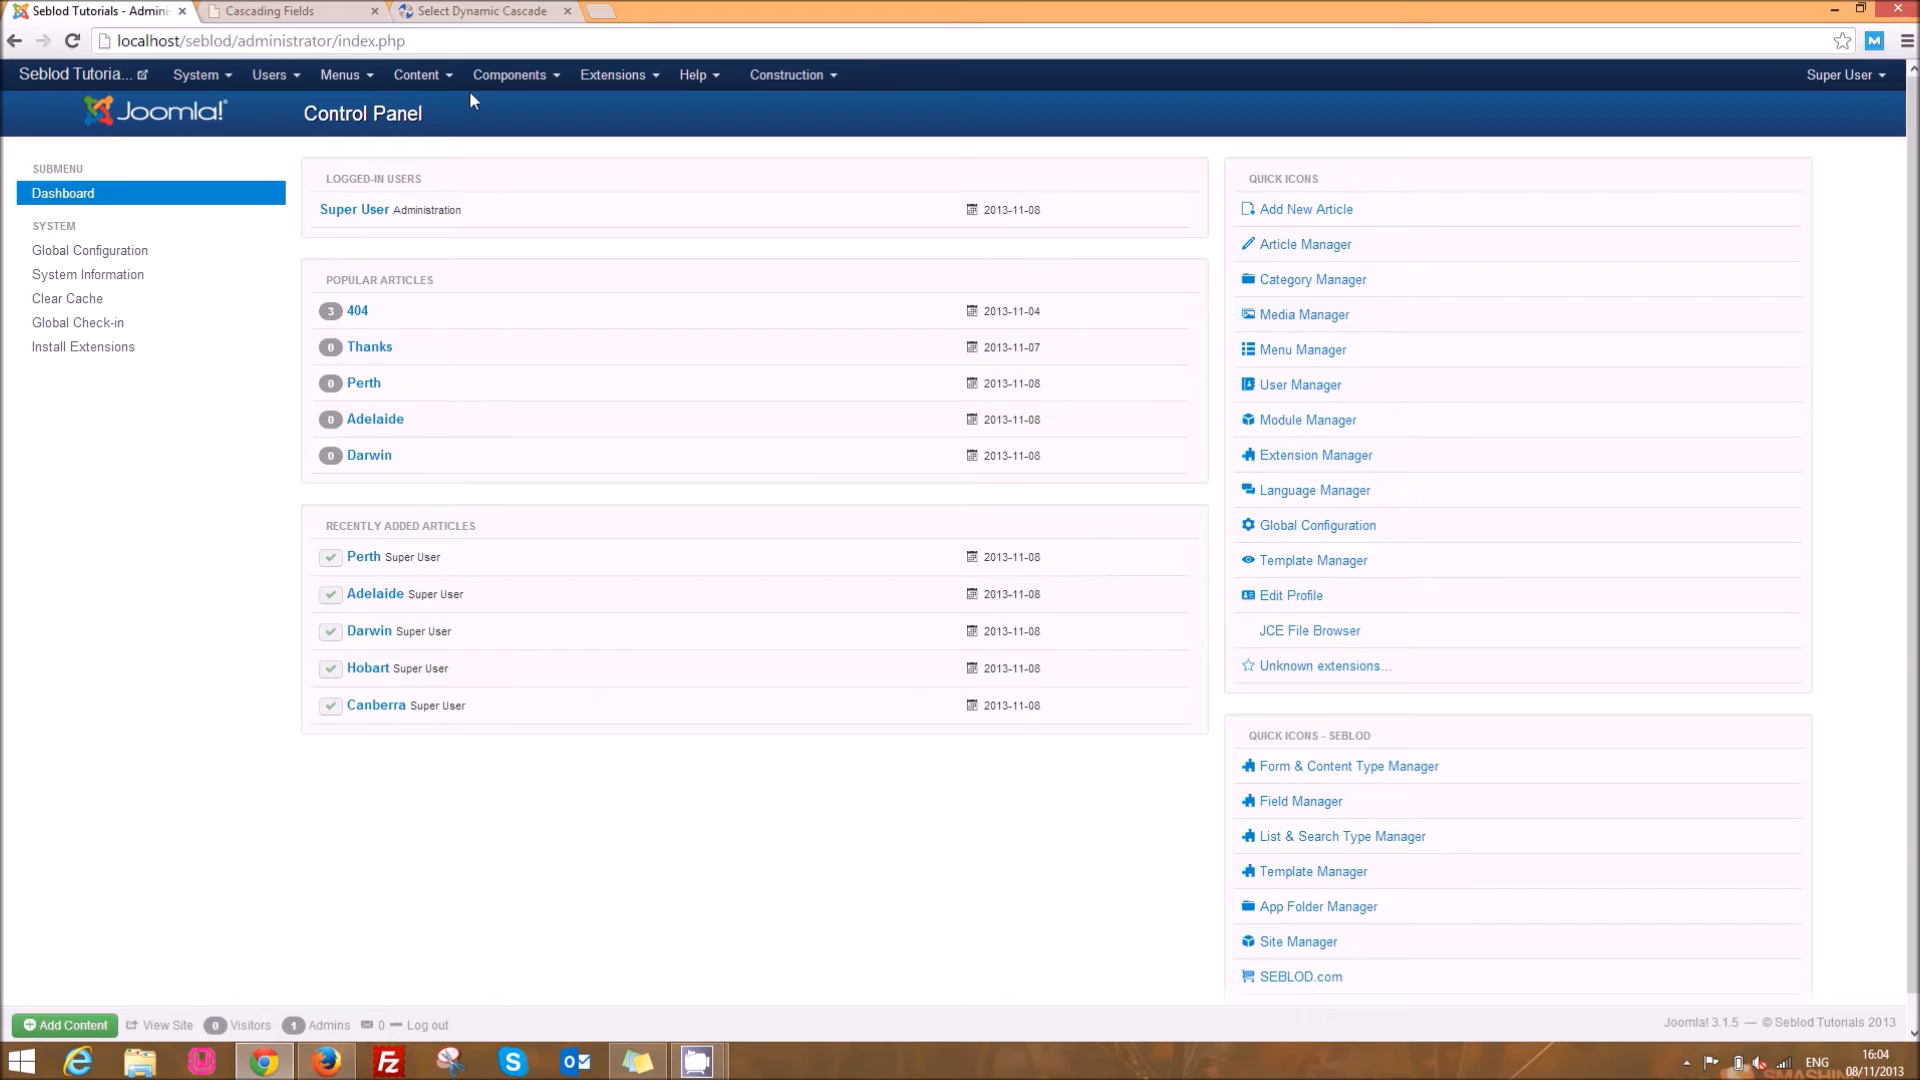 Seblod Tutorials - Admini
Cascading Fields
Select Dynamic Cascade
localhost/seblod/administrator/index.php
Seblod Tutoria...
System
Users
Menus
Content
Components
Extensions
Help
Construction
Super User
Joomla!
Control Panel
SUBMENU
Dashboard
SYSTEM
Global Configuration
System Information
Clear Cache
Global Check-in
Install Extensions
LOGGED-IN USERS
Super User Administration 2013-11-08
POPULAR ARTICLES
3 404 2013-11-04
0 Thanks 2013-11-07
0 Perth 2013-11-08
0 Adelaide 2013-11-08
0 Darwin 2013-11-08
RECENTLY ADDED ARTICLES
Perth Super User 2013-11-08
Adelaide Super User 2013-11-08
Darwin Super User 2013-11-08
Hobart Super User 2013-11-08
Canberra Super User 2013-11-08
QUICK ICONS
Add New Article
Article Manager
Category Manager
Media Manager
Menu Manager
User Manager
Module Manager
Extension Manager
Language Manager
Global Configuration
Template Manager
Edit Profile
JCE File Browser
Unknown extensions...
QUICK ICONS - SEBLOD
Form & Content Type Manager
Field Manager
List & Search Type Manager
Template Manager
App Folder Manager
Site Manager
SEBLOD.com
Add Content View Site 0 Visitors 1 Admins 0 Log out
Joomla! 3.1.5 — © Seblod Tutorials 2013
ENG
16:04
08/11/2013